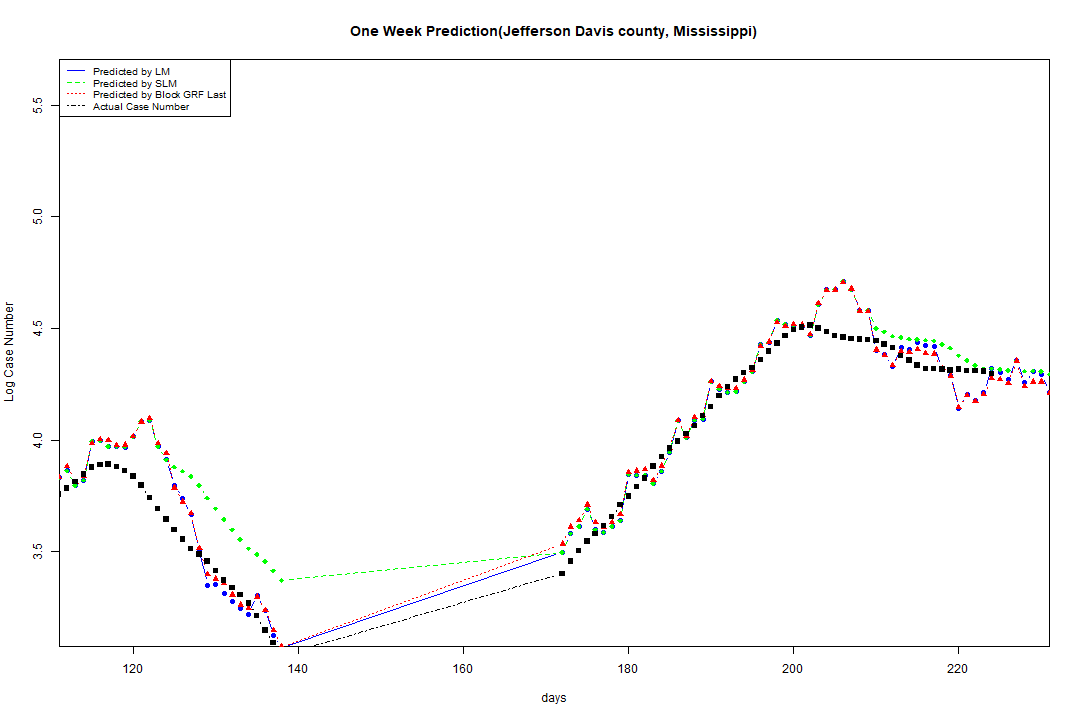 One Week Prediction(Jefferson Davis county, Mississippi)
Predicted by LM
Predicted by SLM
Predicted by Block GRF Last
Actual Case Number
5.5
5.0
4.5
4.0
3.5
Log Case Number
120 140 160 180 200 220
days